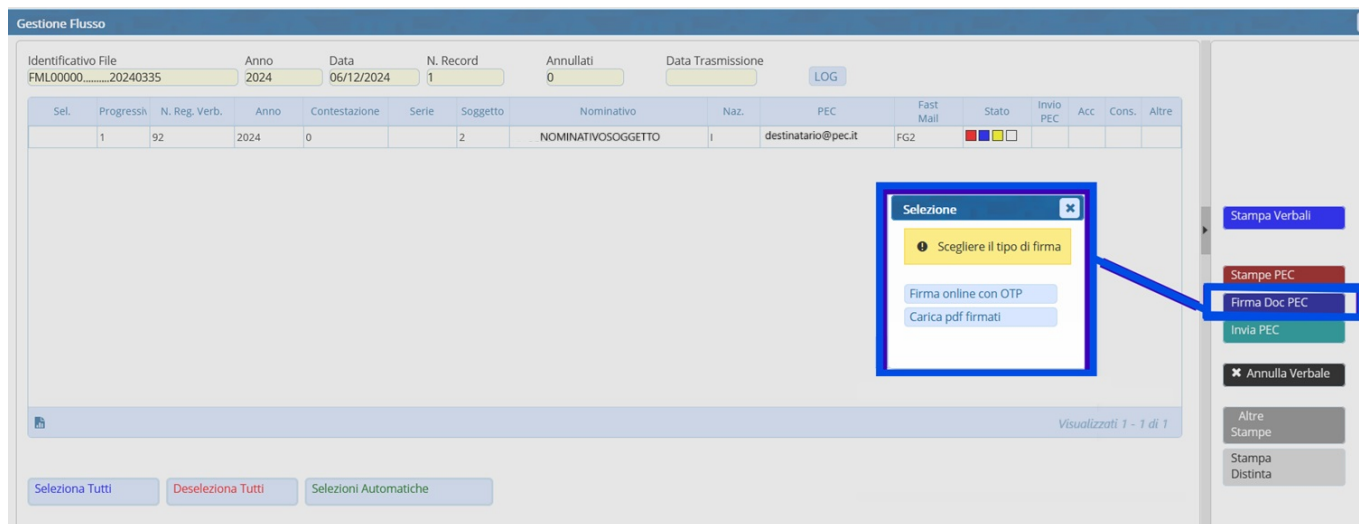 Gestione Flusso
Identificativo File Anno Data N. Record Annullati Data Trasmissione
FML00000..........20240335 2024 06/12/2024 1 0 LOG
Sel. Progressiv N. Reg. Verb. Anno Contestazione Serie Soggetto Nominativo Naz. PEC Fast Mail Stato Invio PEC Acc Cons. Altre
1 92 2024 0 2 NOMINATIVOSOGGETTO I destinatario@pec.it FG2
Selezione
Scegliere il tipo di firma
Firma online con OTP
Carica pdf firmati
Visualizzati 1 - 1 di 1
Seleziona Tutti Deseleziona Tutti Selezioni Automatiche
Stampa Verbali
Stampe PEC
Firma Doc PEC
Invia PEC
Annulla Verbale
Altre
Stampe
Stampa
Distinta